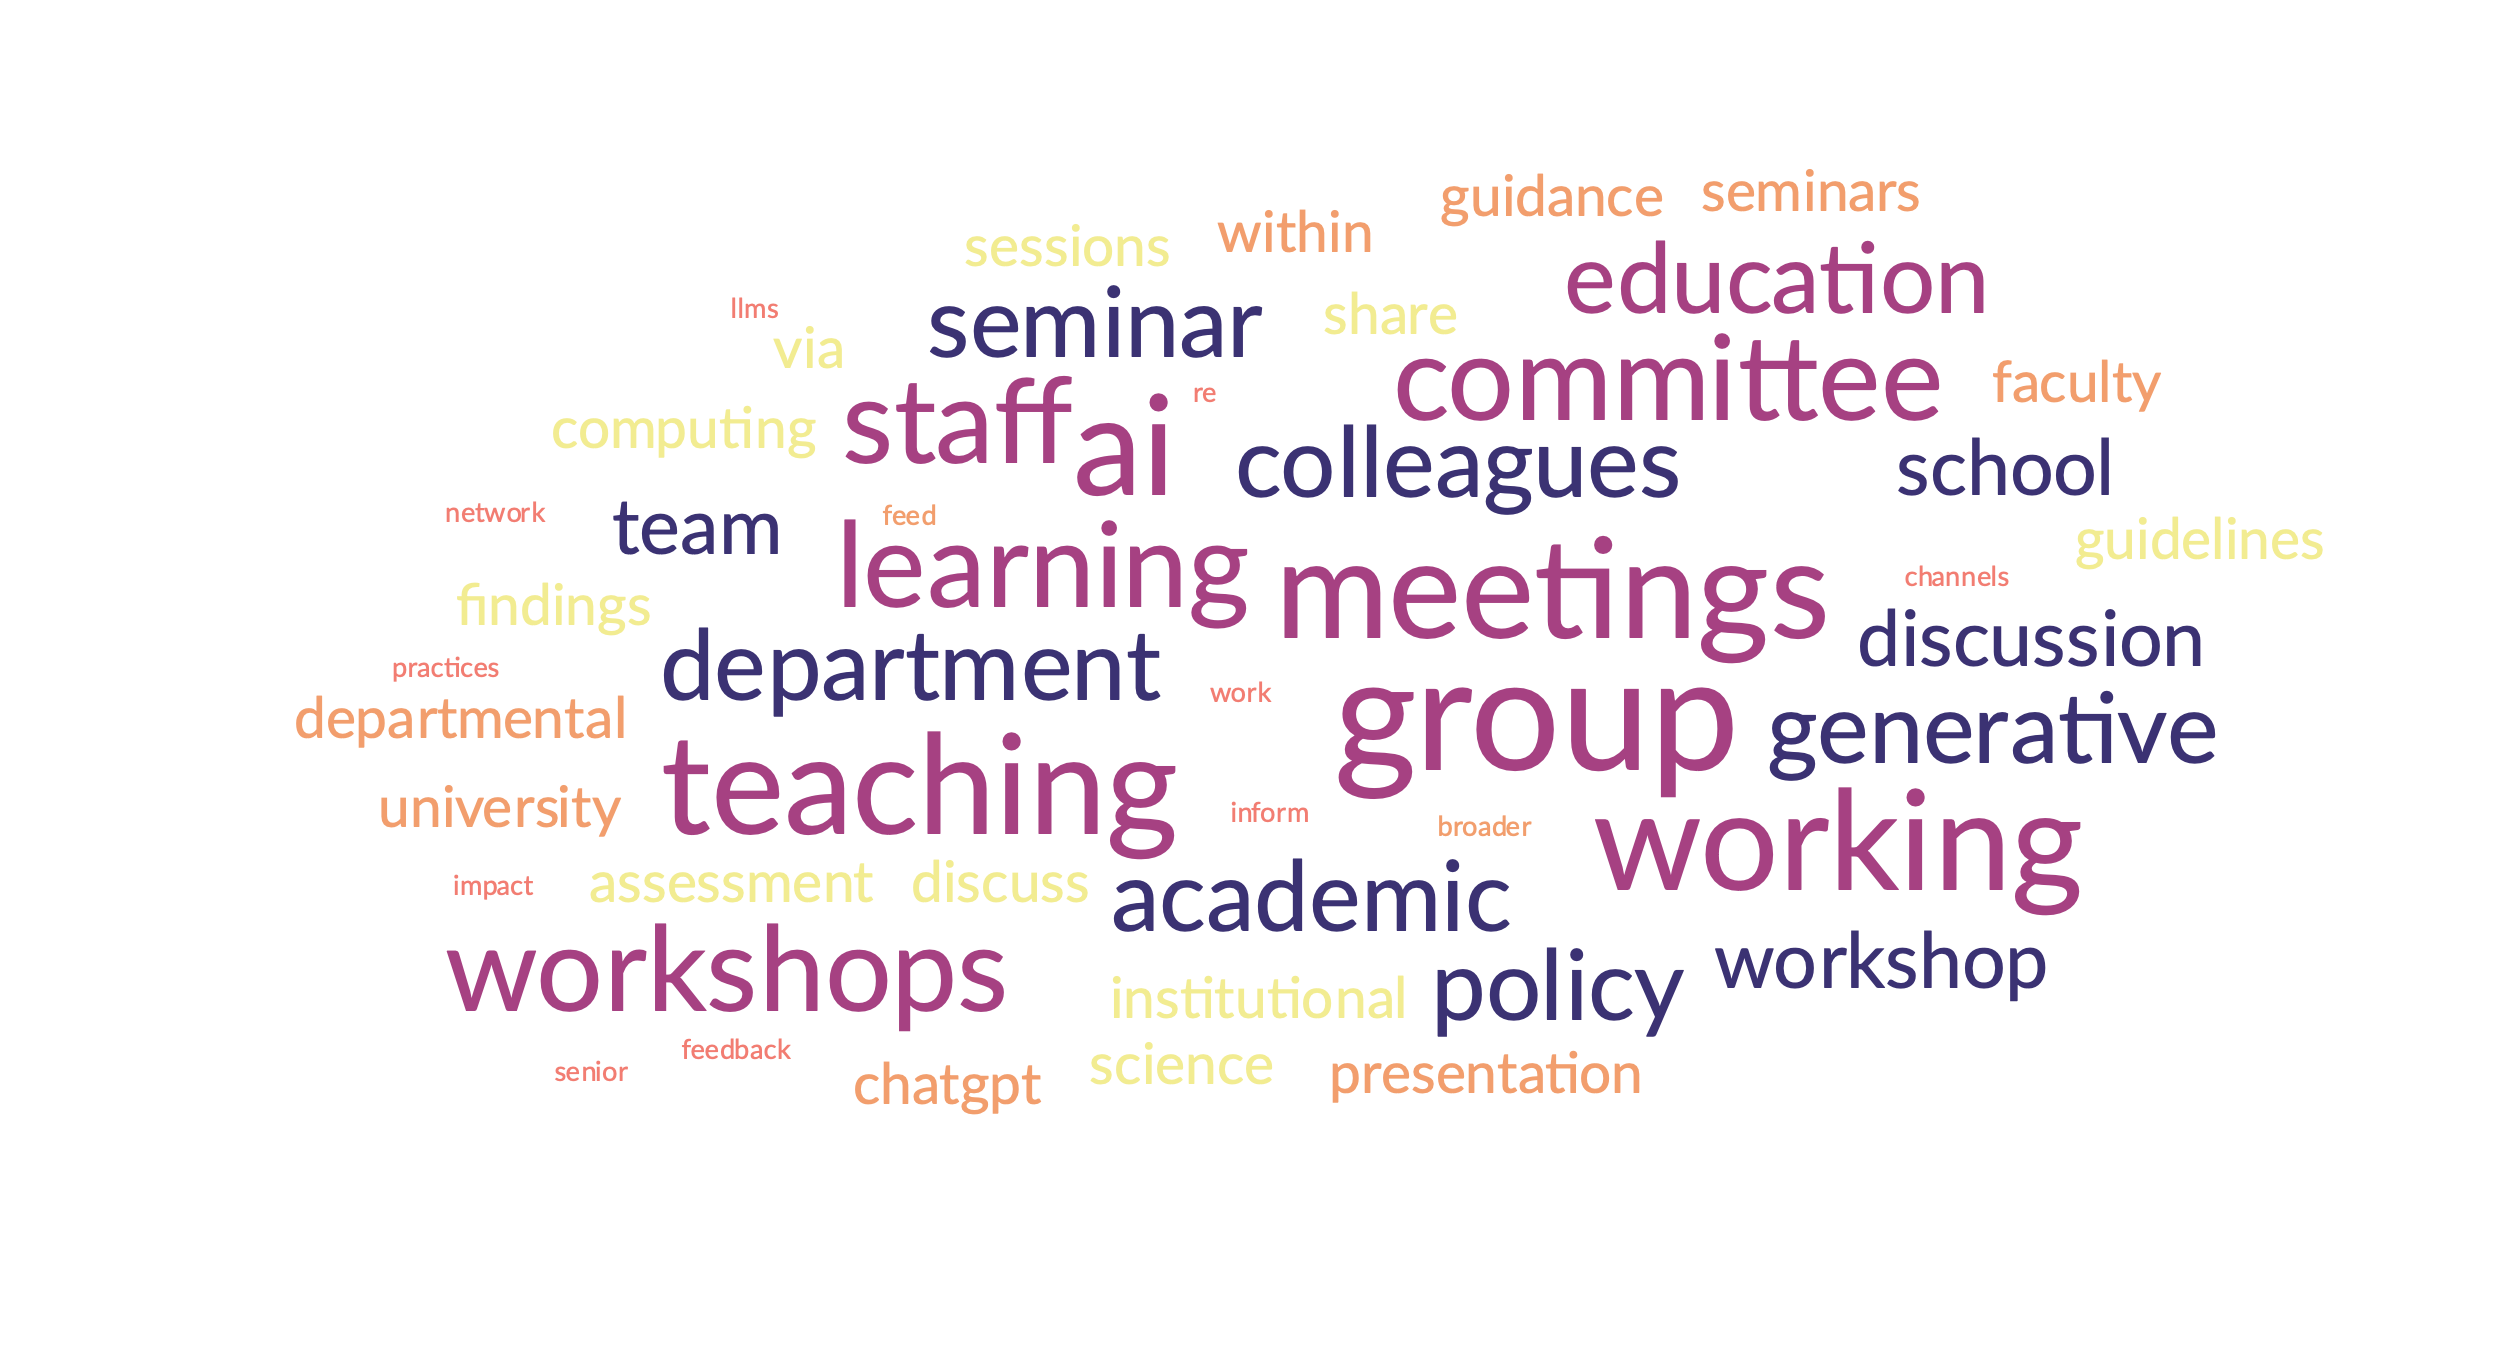 guidance seminars
sessions within
education
llms seminar share
via committee faculty
staff ai re
computing colleagues school
network team feed
learning meetings guidelines
findings channels
practices department discussion
departmental work group generative
university teaching
inform broader working
impact assessment discuss academic
workshops policy workshop
institutional
senior feedback chatgpt science presentation